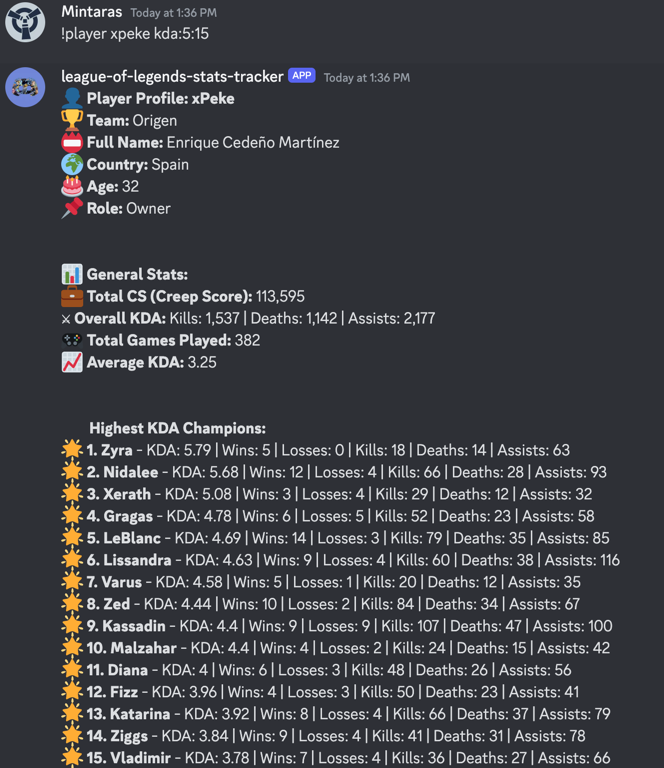 Mintaras Today at 1:36 PM
!player xpeke kda:5:15
league-of-legends-stats-tracker APP Today at 1:36 PM
Player Profile: xPeke
Team: Origen
Full Name: Enrique Cedeño Martínez
Country: Spain
Age: 32
Role: Owner
General Stats:
Total CS (Creep Score): 113,595
Overall KDA: Kills: 1,537 | Deaths: 1,142 | Assists: 2,177
Total Games Played: 382
Average KDA: 3.25
Highest KDA Champions:
1. Zyra - KDA: 5.79 | Wins: 5 | Losses: 0 | Kills: 18 | Deaths: 14 | Assists: 63
2. Nidalee - KDA: 5.68 | Wins: 12 | Losses: 4 | Kills: 66 | Deaths: 28 | Assists: 93
3. Xerath - KDA: 5.08 | Wins: 3 | Losses: 4 | Kills: 29 | Deaths: 12 | Assists: 32
4. Gragas - KDA: 4.78 | Wins: 6 | Losses: 5 | Kills: 52 | Deaths: 23 | Assists: 58
5. LeBlanc - KDA: 4.69 | Wins: 14 | Losses: 3 | Kills: 79 | Deaths: 35 | Assists: 85
6. Lissandra - KDA: 4.63 | Wins: 9 | Losses: 4 | Kills: 60 | Deaths: 38 | Assists: 116
7. Varus - KDA: 4.58 | Wins: 5 | Losses: 1 | Kills: 20 | Deaths: 12 | Assists: 35
8. Zed - KDA: 4.44 | Wins: 10 | Losses: 2 | Kills: 84 | Deaths: 34 | Assists: 67
9. Kassadin - KDA: 4.4 | Wins: 9 | Losses: 9 | Kills: 107 | Deaths: 47 | Assists: 100
10. Malzahar - KDA: 4.4 | Wins: 4 | Losses: 2 | Kills: 24 | Deaths: 15 | Assists: 42
11. Diana - KDA: 4 | Wins: 6 | Losses: 3 | Kills: 48 | Deaths: 26 | Assists: 56
12. Fizz - KDA: 3.96 | Wins: 4 | Losses: 3 | Kills: 50 | Deaths: 23 | Assists: 41
13. Katarina - KDA: 3.92 | Wins: 8 | Losses: 4 | Kills: 66 | Deaths: 37 | Assists: 79
14. Ziggs - KDA: 3.84 | Wins: 9 | Losses: 4 | Kills: 41 | Deaths: 31 | Assists: 78
15. Vladimir - KDA: 3.78 | Wins: 7 | Losses: 4 | Kills: 36 | Deaths: 27 | Assists: 66